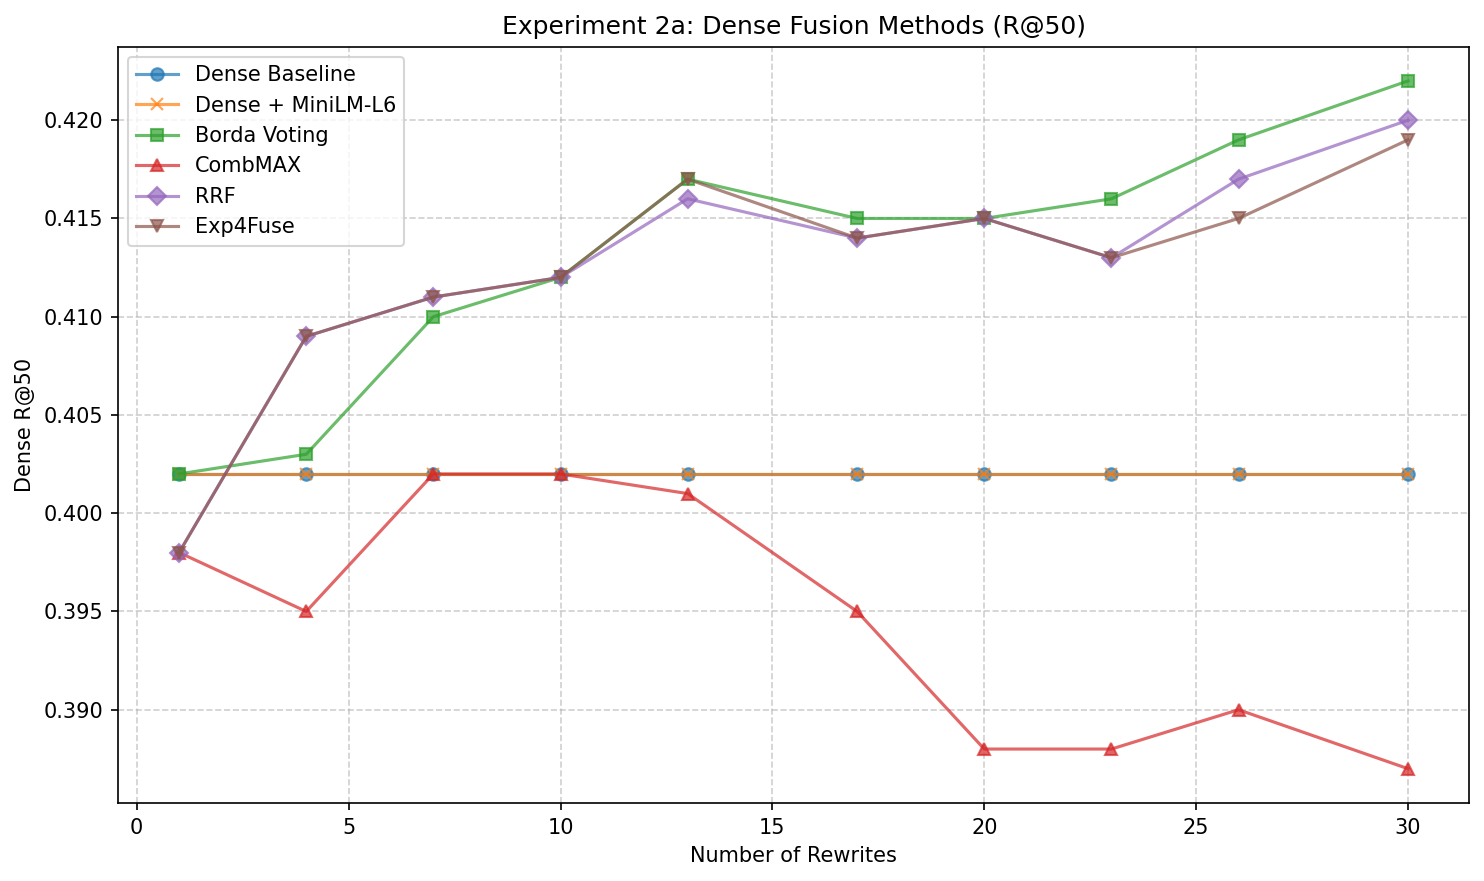 Experiment 2a: Dense Fusion Methods (R@50)
Dense Baseline
Dense + MiniLM-L6
Borda Voting
CombMAX
RRF
Exp4Fuse
0.420
0.415
0.410
0.405
0.400
0.395
0.390
Dense R@50
0 5 10 15 20 25 30
Number of Rewrites